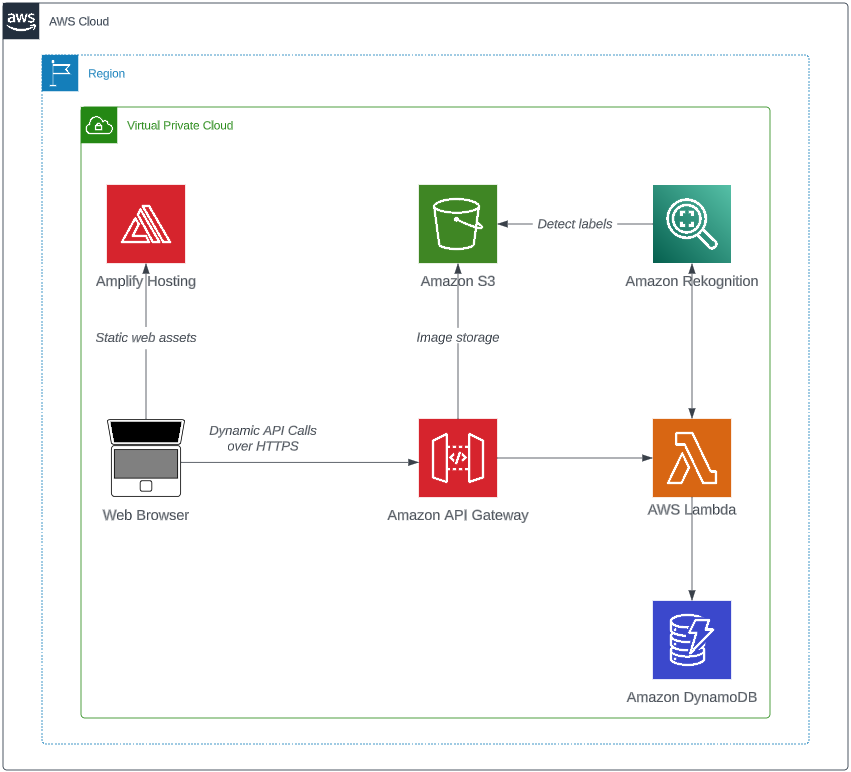 aws
AWS Cloud
Region
Virtual Private Cloud
Detect labels
Amplify Hosting
Amazon S3
Amazon Rekognition
Static web assets
Image storage
Dynamic API Calls
over HTTPS
</>
Web Browser
Amazon API Gateway
AWS Lambda
Amazon DynamoDB